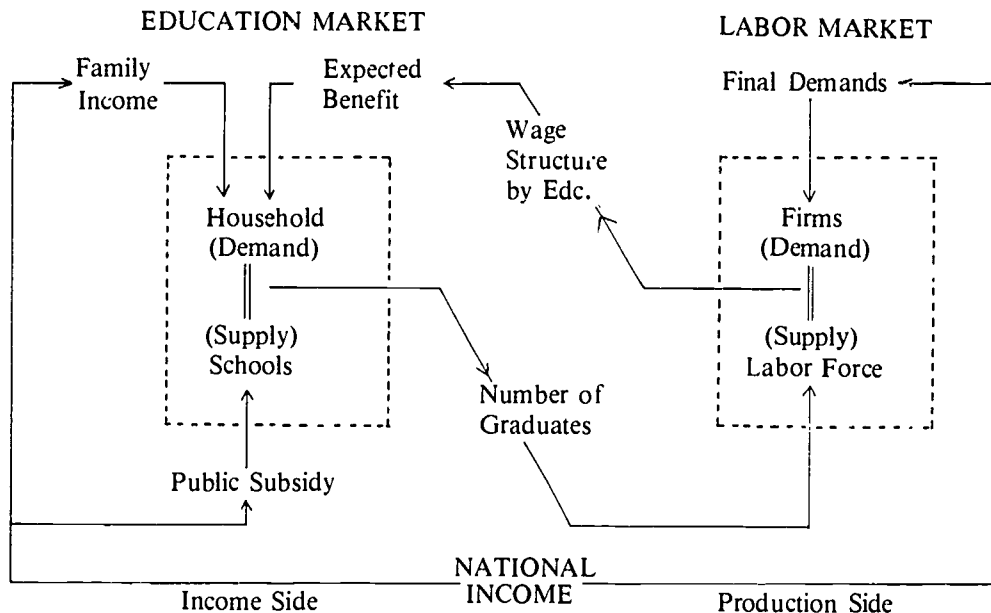 EDUCATION MARKET
LABOR MARKET
Family
Income
Expected
Benefit
Final Demands
Wage
Structure
by Edc.
Household
(Demand)
Firms
(Demand)
(Supply)
Schools
(Supply)
Labor Force
Number of
Graduates
Public Subsidy
NATIONAL
INCOME
Income Side
Production Side